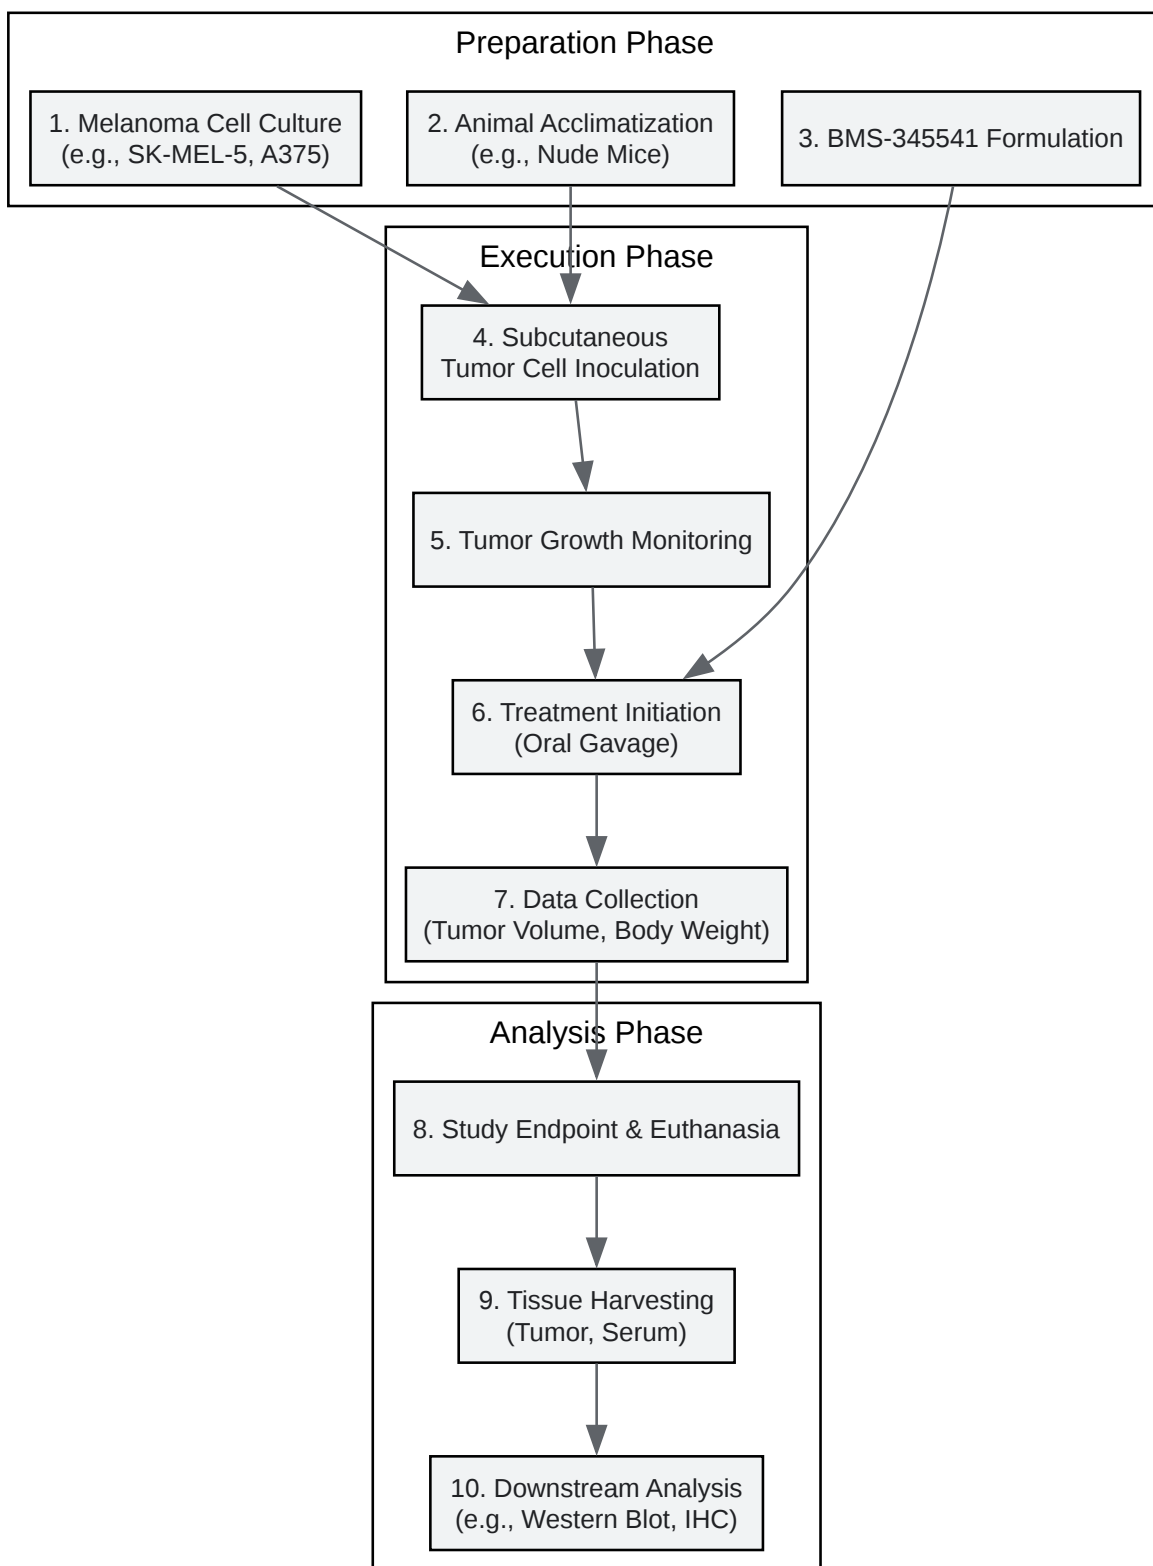 Preparation Phase
1. Melanoma Cell Culture
(e.g., SK-MEL-5, A375)
2. Animal Acclimatization
(e.g., Nude Mice)
3. BMS-345541 Formulation
Execution Phase
4. Subcutaneous
Tumor Cell Inoculation
5. Tumor Growth Monitoring
6. Treatment Initiation
(Oral Gavage)
7. Data Collection
(Tumor Volume, Body Weight)
Analysis Phase
8. Study Endpoint & Euthanasia
9. Tissue Harvesting
(Tumor, Serum)
10. Downstream Analysis
(e.g., Western Blot, IHC)